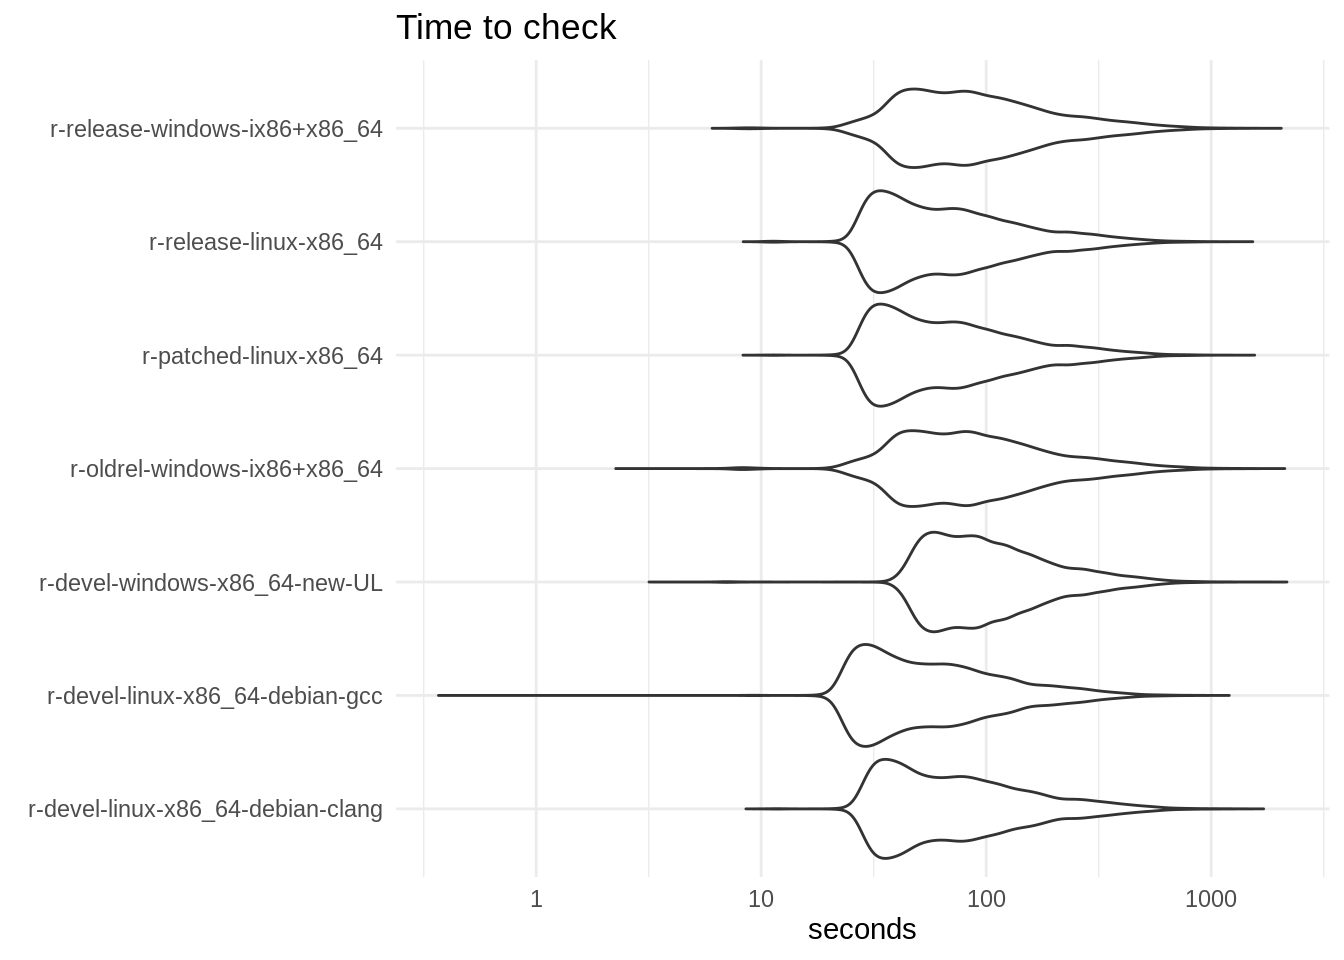 Time to check
r-release-windows-ix86+x86_64
r-release-linux-x86_64
r-patched-linux-x86_64
r-oldrel-windows-ix86+x86_64
r-devel-windows-x86_64-new-UL
r-devel-linux-x86_64-debian-gcc
r-devel-linux-x86_64-debian-clang
1 10 100 1000
seconds